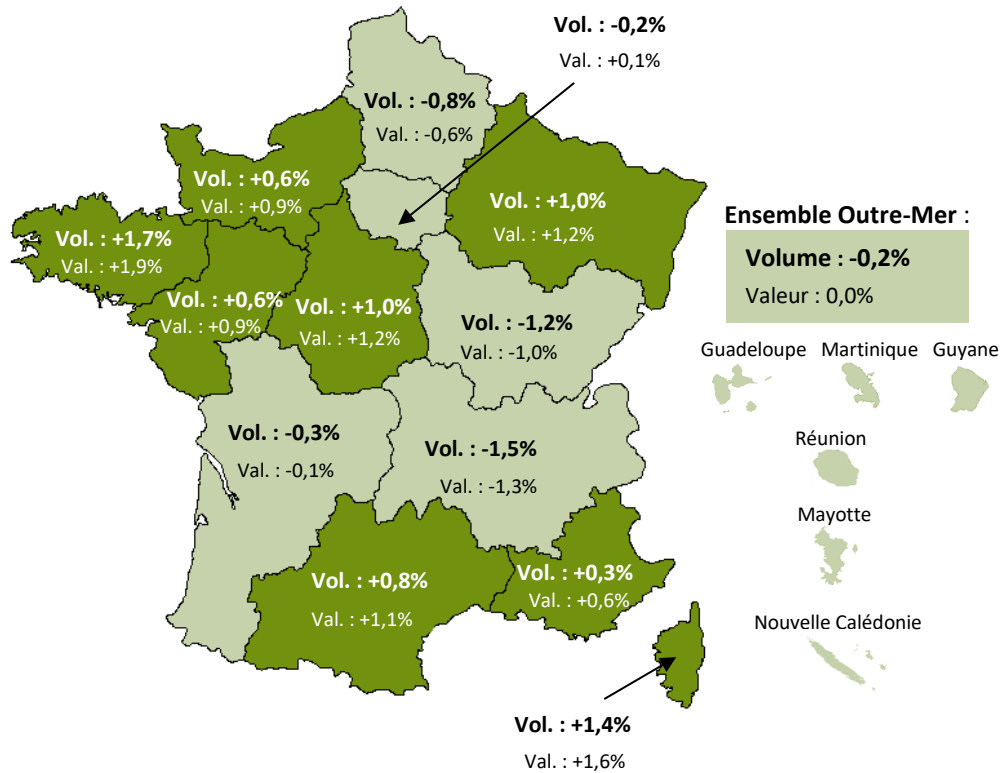 Vol. : -0,2%
Val. : +0,1%
Vol. : -0,8%
Val. : -0,6%
Vol. : +0,6%
Val. : +0,9%
Vol. : +1,0%
Val. : +1,2%
Vol. : +1,7%
Val. : +1,9%
Vol. : +0,6%
Val. : +0,9%
Vol. : +1,0%
Val. : +1,2%
Vol. : -1,2%
Val. : -1,0%
Vol. : -0,3%
Val. : -0,1%
Vol. : -1,5%
Val. : -1,3%
Vol. : +0,8%
Val. : +1,1%
Vol. : +0,3%
Val. : +0,6%
Vol. : +1,4%
Val. : +1,6%
Ensemble Outre-Mer :
Volume : -0,2%
Valeur : 0,0%
Guadeloupe Martinique Guyane
Réunion
Mayotte
Nouvelle Calédonie